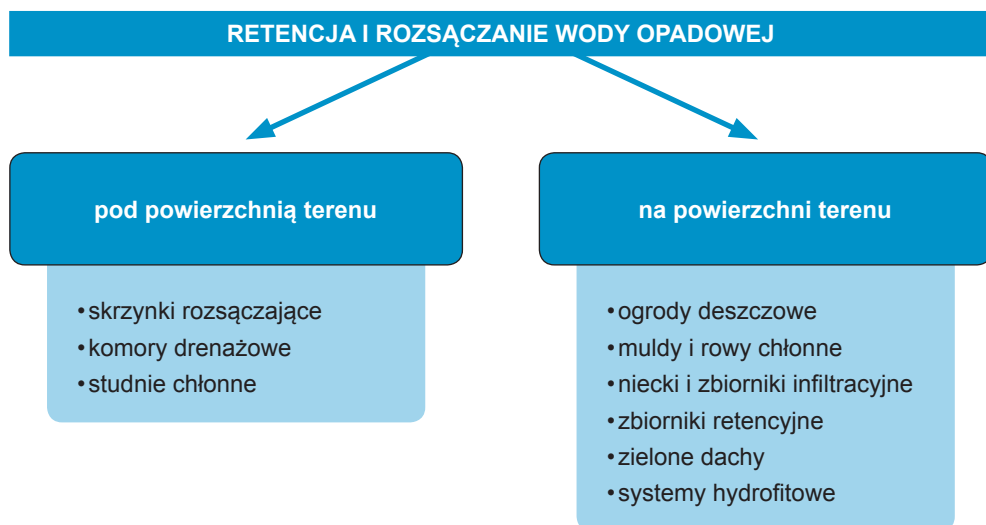 RETENCJA I ROZSĄCZANIE WODY OPADOWEJ
pod powierzchnią terenu
•skrzynki rozsączające
•komory drenażowe
•studnie chłonne
na powierzchni terenu
•ogrody deszczowe
•muldy i rowy chłonne
•niecki i zbiorniki infiltracyjne
•zbiorniki retencyjne
•zielone dachy
•systemy hydrofitowe